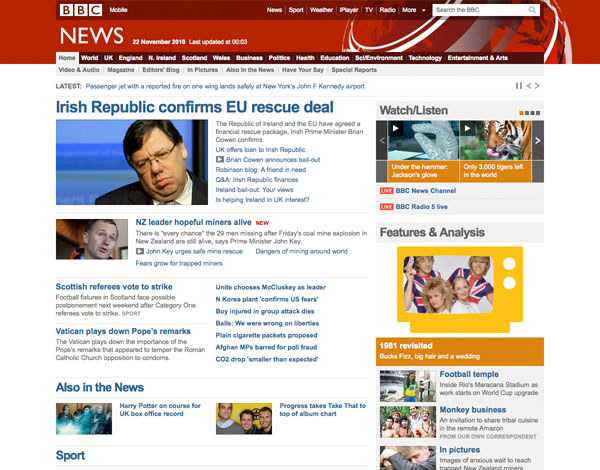 BBC Mobile News Sport Weather iPlayer TV Radio More Search the BBC
NEWS 22 November 2010 Last updated at 00:03
Home World UK England N. Ireland Scotland Wales Business Politics Health Education Sci/Environment Technology Entertainment & Arts
Video & Audio Magazine Editors' Blog In Pictures Also in the News Have Your Say Special Reports
LATEST: Passenger jet with a reported fire on one wing lands safely at New York's John F Kennedy airport
Irish Republic confirms EU rescue deal
The Republic of Ireland and the EU have agreed a
financial rescue package, Irish Prime Minister Brian
Cowen confirms.
UK offers loan to Irish Republic
Brian Cowen announces bail-out
Robinson blog: A friend in need
Q&A: Irish Republic finances
Ireland bail-out: Your views
Is helping Ireland in UK interest?
NZ leader hopeful miners alive NEW
There is "every chance" the 29 men missing after Friday's coal mine explosion in
New Zealand are still alive, says Prime Minister John Key.
John Key urges safe mine rescue Dangers of mining around world
Fears grow for trapped miners
Scottish referees vote to strike
Football fixtures in Scotland face possible
postponement next weekend after Category One
referees vote to strike. SPORT
Vatican plays down Pope's remarks
The Vatican plays down the importance of the
Pope's remarks that appeared to temper the Roman
Catholic Church opposition to condoms.
Unite chooses McCluskey as leader
N Korea plant 'confirms US fears'
Boy injured in group attack dies
Balls: We were wrong on liberties
Plain cigarette packets proposed
Afghan MPs barred for poll fraud
CO2 drop 'smaller than expected'
Also in the News
Harry Potter on course for
UK box office record
Progress takes Take That to
top of album chart
Sport
Watch/Listen
Under the hammer:
Jackson's glove
Only 3,000 tigers left
in the world
LIVE BBC News Channel
LIVE BBC Radio 5 live
Features & Analysis
1981 revisited
Bucks Fizz, big hair and a wedding
Football temple
Inside Rio's Maracana Stadium as
work starts on World Cup upgrade
Monkey business
An invitation to share tribal cuisine
in the remote Amazon
FROM OUR OWN CORRESPONDENT
In pictures
Images of anxious wait to reach
trapped New Zealand miners